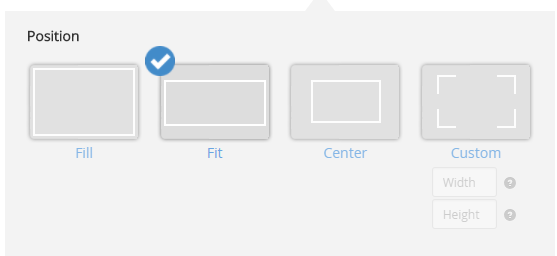 Position
Fill
Fit
Center
Custom
Width
?
Height
?